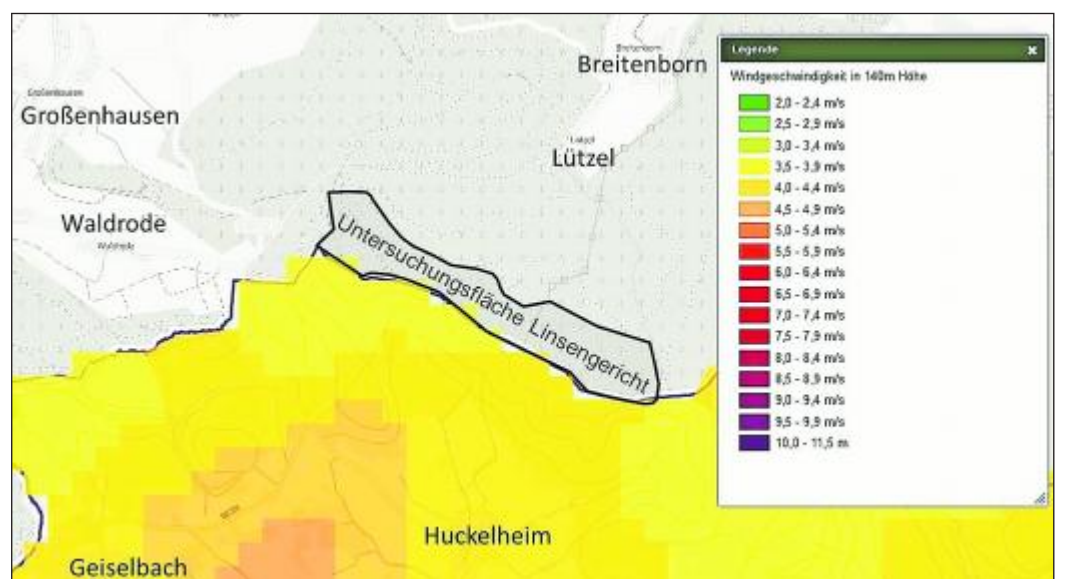 Breitenborn
Breitenborn
Großenhausen
Großenhausen
Lützel
Lützel
Waldrode
Waldrode
Untersuchungsfläche Linsengericht
Huckelheim
Geiselbach
Legende
Windgeschwindigkeit in 140m Höhe
2,0 - 2,4 m/s
2,5 - 2,9 m/s
3,0 - 3,4 m/s
3,5 - 3,9 m/s
4,0 - 4,4 m/s
4,5 - 4,9 m/s
5,0 - 5,4 m/s
5,5 - 5,9 m/s
6,0 - 6,4 m/s
6,5 - 6,9 m/s
7,0 - 7,4 m/s
7,5 - 7,9 m/s
8,0 - 8,4 m/s
8,5 - 8,9 m/s
9,0 - 9,4 m/s
9,5 - 9,9 m/s
10,0 - 11,5 m